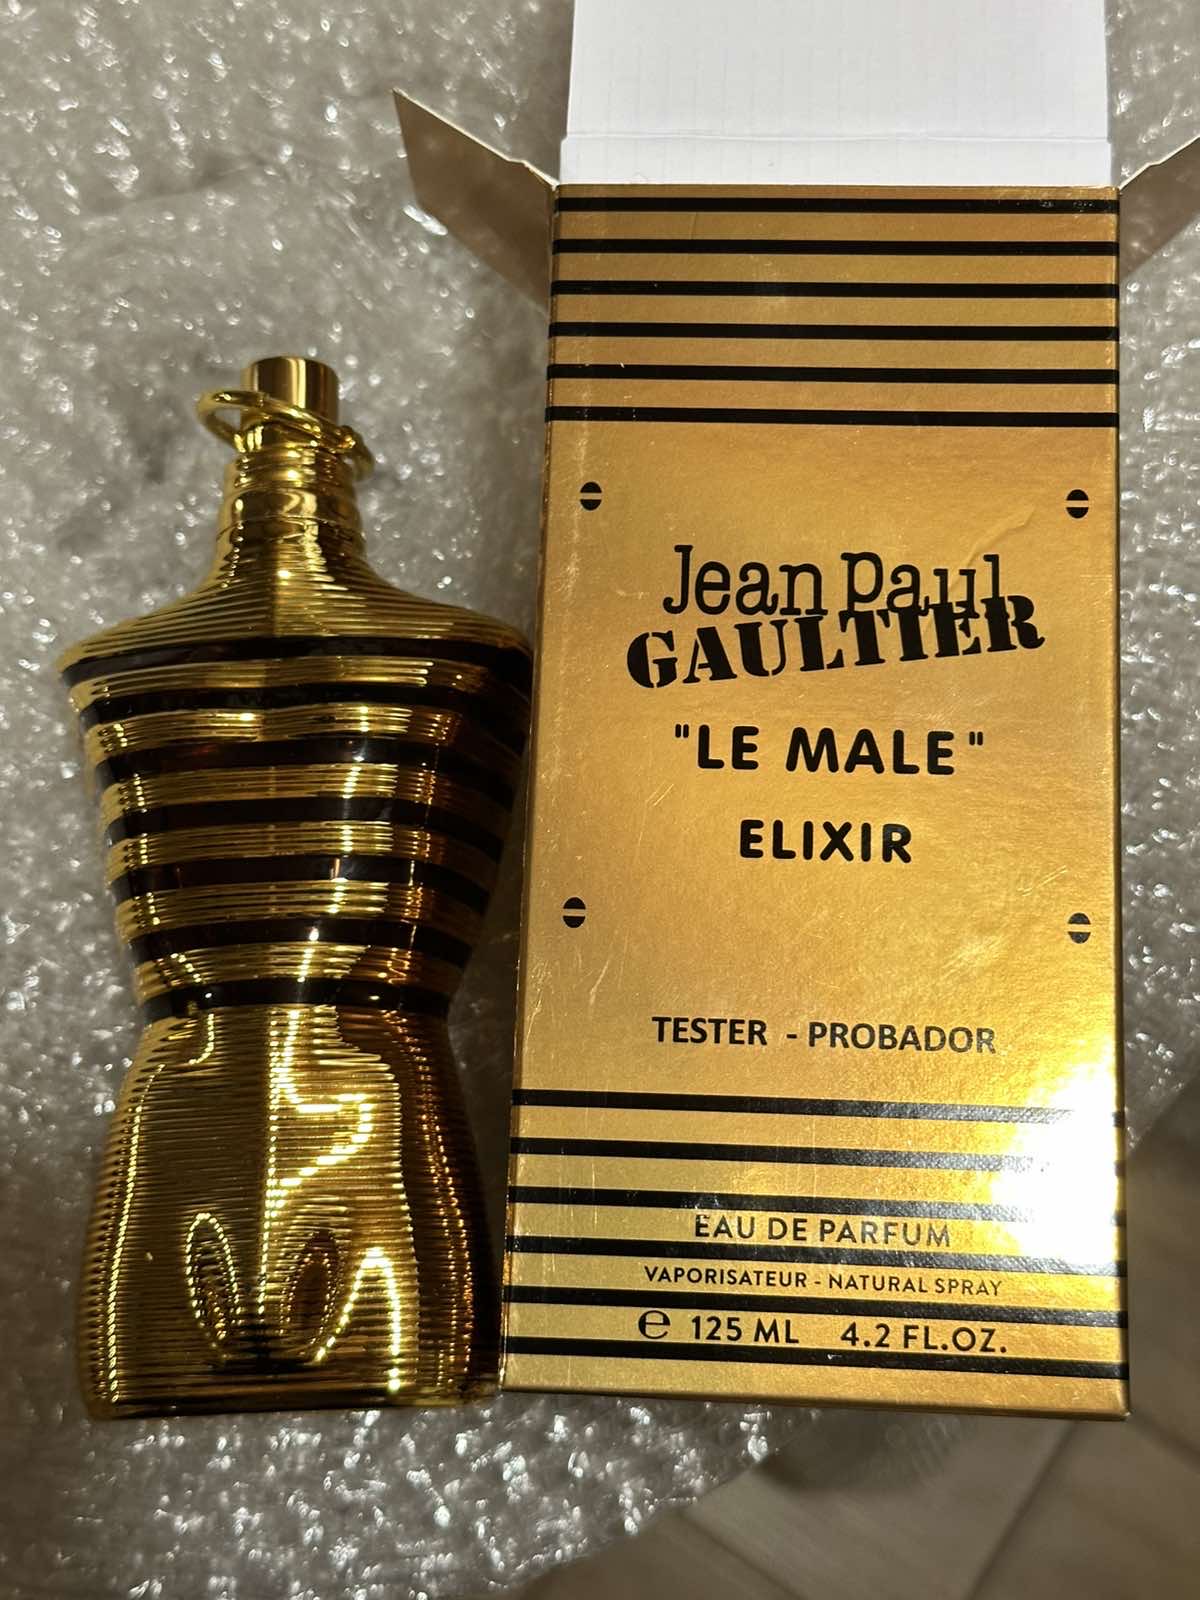 Jean Paul
GAULTIER
"LE MALE"
ELIXIR
TESTER - PROBADOR
EAU DE PARFUM
VAPORISATEUR - NATURAL SPRAY
℮ 125 ML 4.2 FL.OZ.